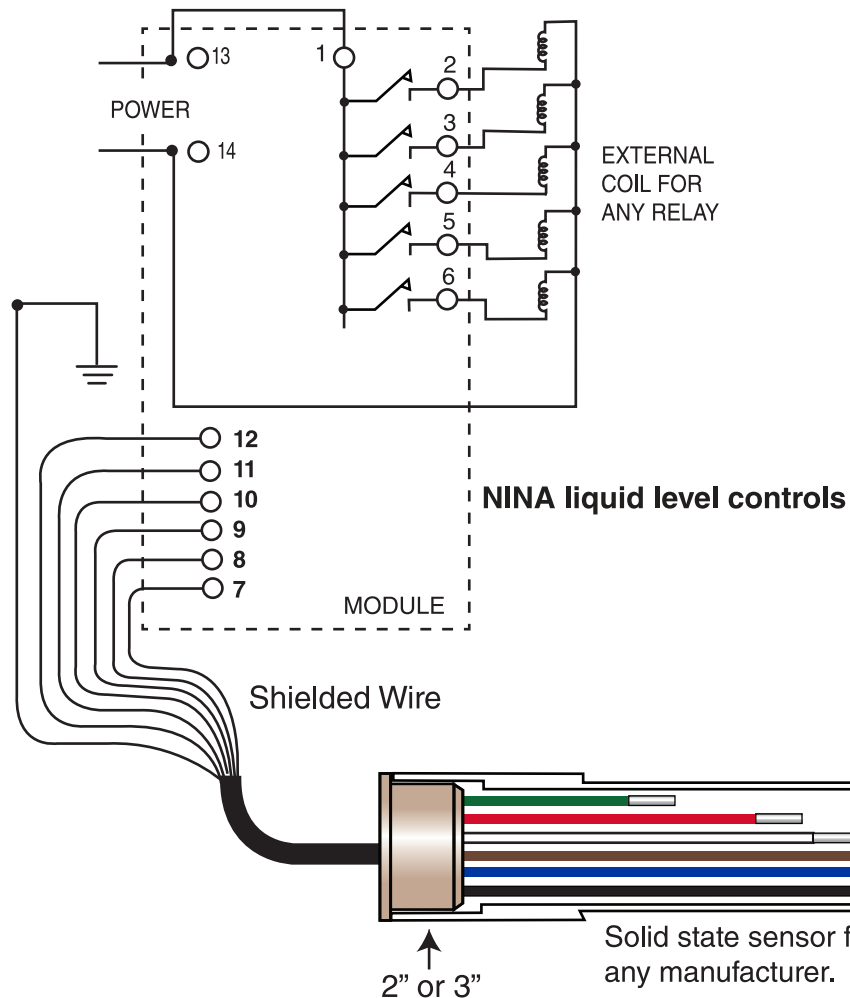 13
1
2
POWER
3
14
4
EXTERNAL
COIL FOR
ANY RELAY
5
6
12
11
10
NINA liquid level controls
9
8
7
MODULE
Shielded Wire
Solid state sensor f
any manufacturer.
2” or 3”